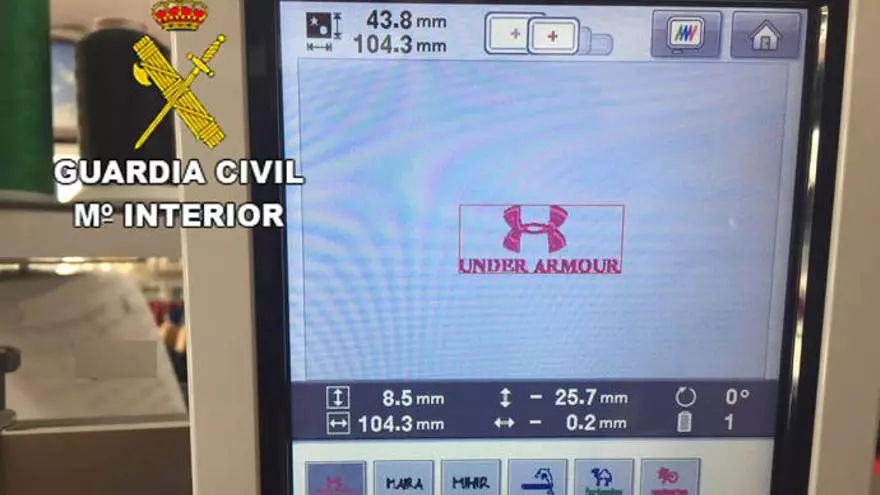 43.8 mm
104.3 mm
GUARDIA CIVIL
Mº INTERIOR
UNDER ARMOUR
8.5 mm - 25.7 mm 0°
104.3 mm - 0.2 mm 1
MAIRA